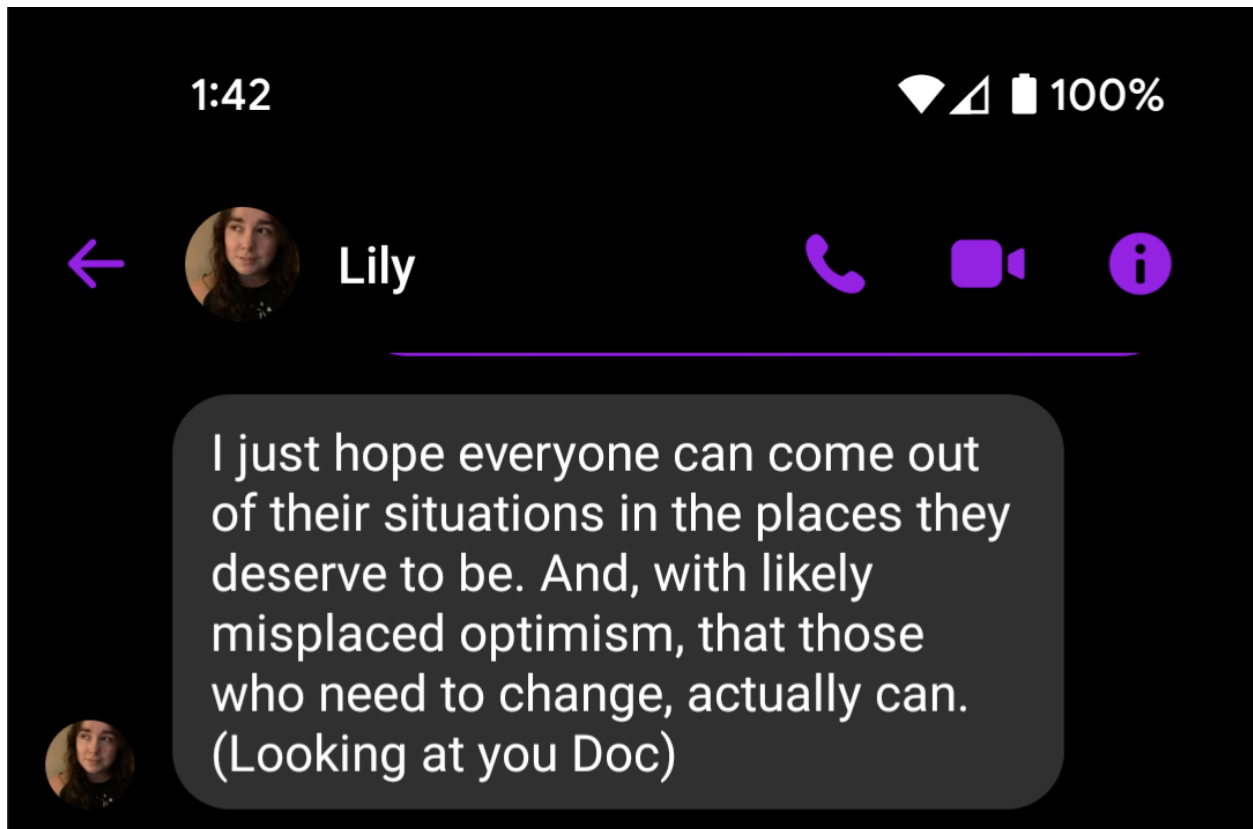 1:42
100%
Lily
I just hope everyone can come out
of their situations in the places they
deserve to be. And, with likely
misplaced optimism, that those
who need to change, actually can.
(Looking at you Doc)